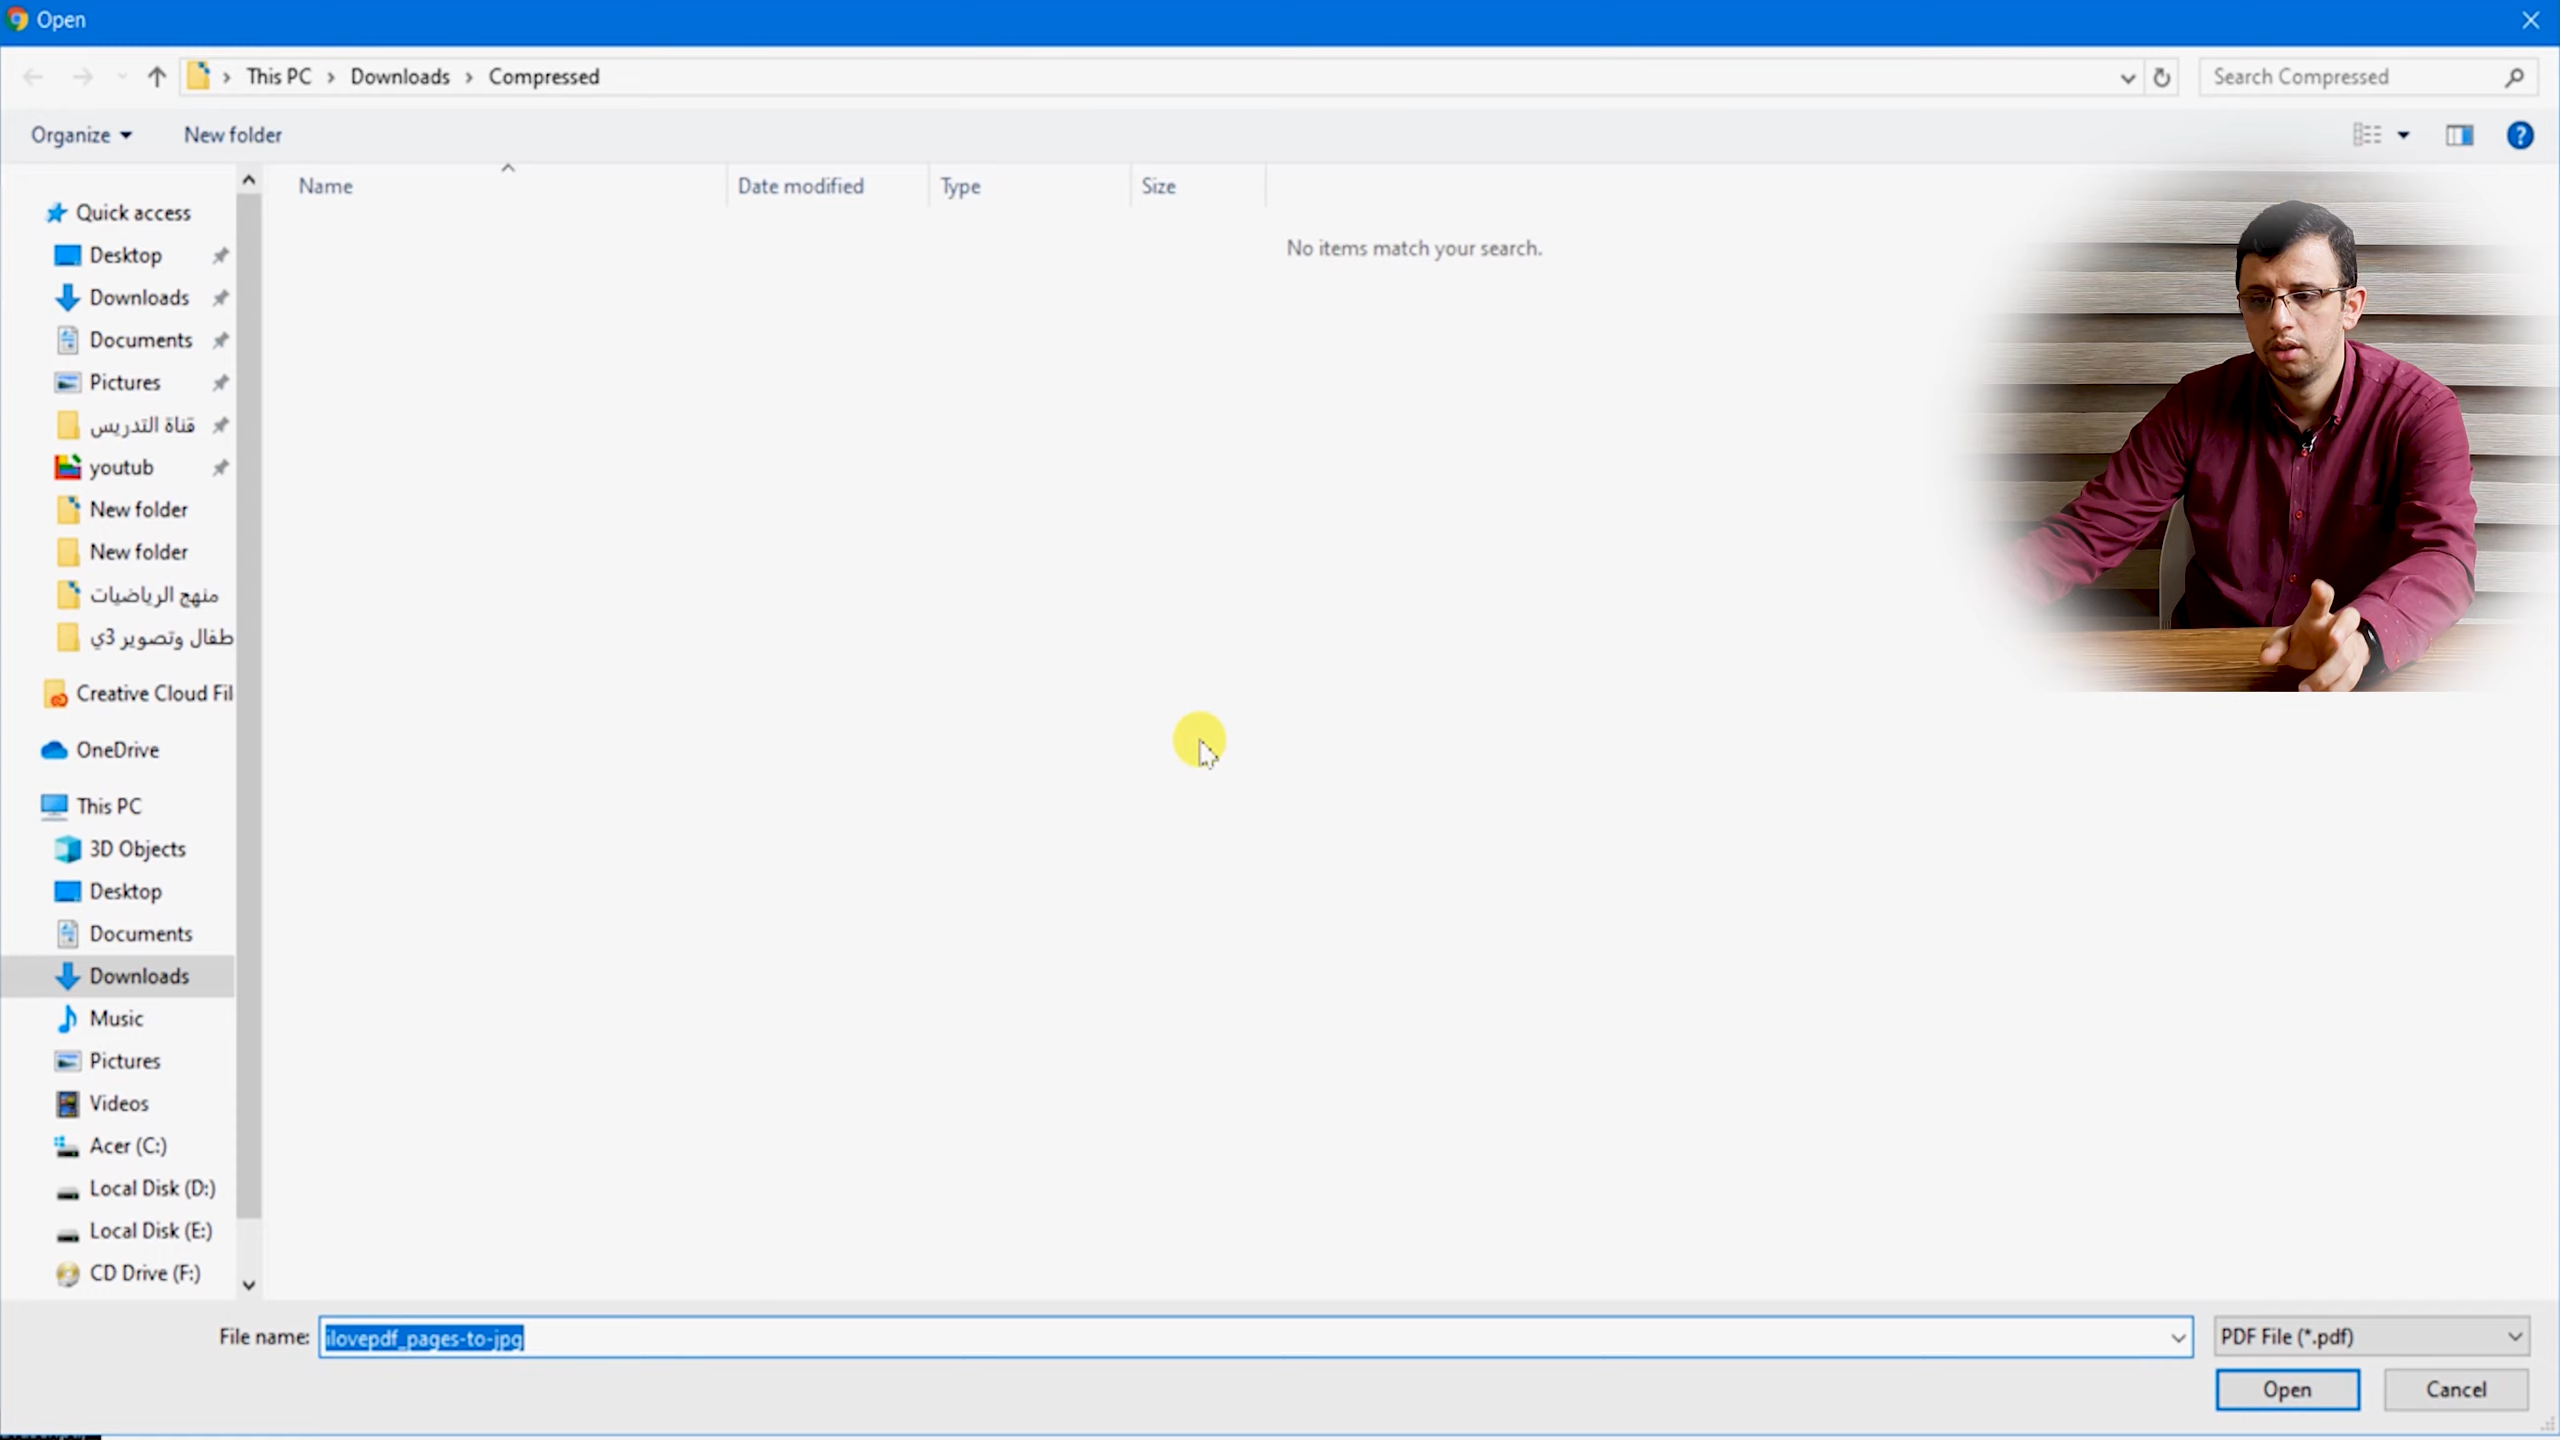 Open
This PC
Downloads
Compressed
Search Compressed
Organize
New folder
Name
Date modified
Type
Size
No items match your search.
Quick access
Desktop
Downloads
Documents
Pictures
قناة التدريس
youtub
New folder
New folder
منهج الرياضيات
طفال وتصوير 3ي
Creative Cloud Fil
OneDrive
This PC
3D Objects
Desktop
Documents
Downloads
Music
Pictures
Videos
Acer (C:)
Local Disk (D:)
Local Disk (E:)
CD Drive (F:)
File name:
ilovepdf_pages-to-jpg
PDF File (*.pdf)
Open
Cancel